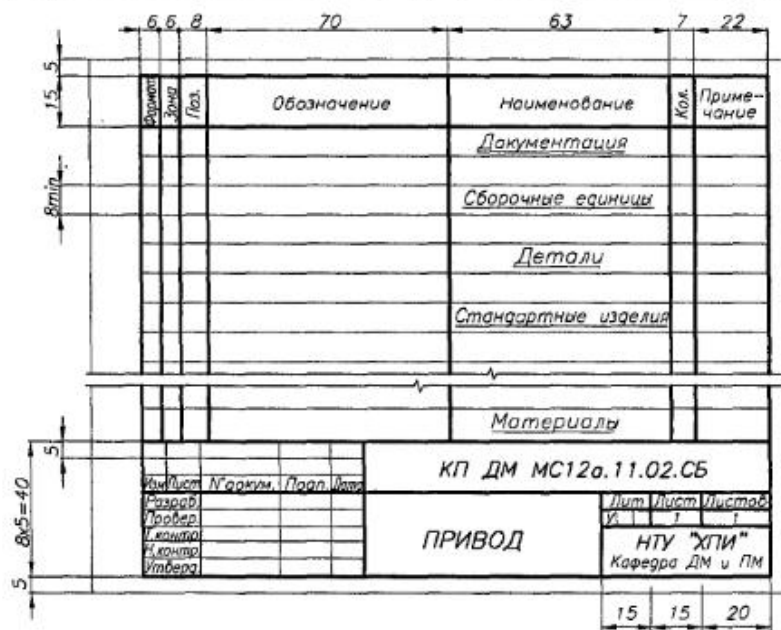 6 6 8 70 63 7 22
5
15
Формат Зона Поз. Обозначение Наименование Кол. Приме-
чание
Документация
8min
Сборочные единицы
Детали
Стандартные изделия
Материалы
5
КП ДМ МС12а.11.02.СБ
8х5=40
Изм Лист N°докум. Подп. Дата
Разраб.
Провер.
Т.контр.
Н.контр.
Утверд.
ПРИВОД
Лит Лист Листов
У 1 1
НТУ "ХПИ"
Кафедра ДМ и ПМ
5
15 15 20